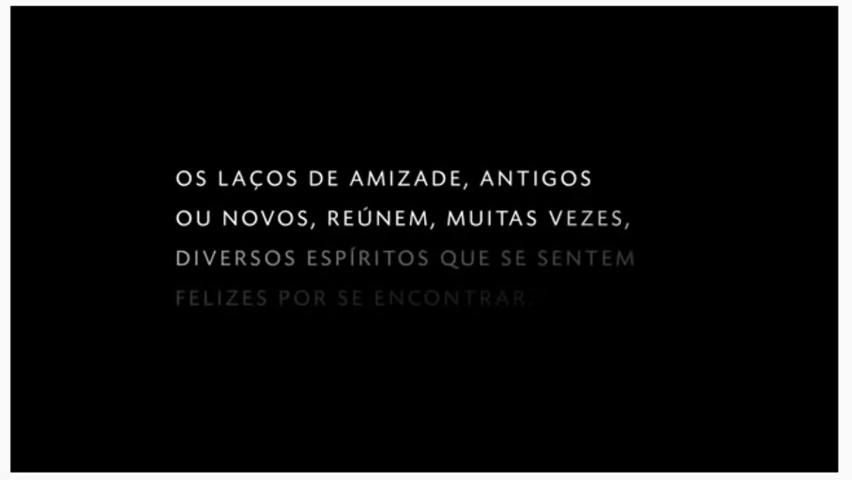 OS LAÇOS DE AMIZADE, ANTIGOS
OU NOVOS, REÚNEM, MUITAS VEZES,
DIVERSOS ESPÍRITOS QUE SE SENTEM
FELIZES POR SE ENCONTRAR.